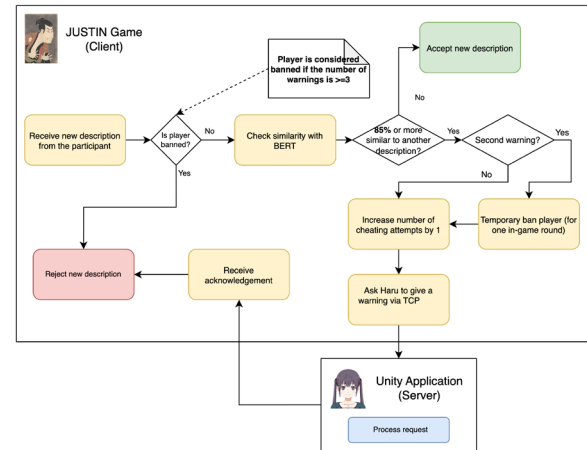 JUSTIN Game
(Client)
Player is considered
banned if the number of
warnings is >=3
Accept new description
No
Receive new description
from the participant
Is player
banned?
No
Check similarity with
BERT
85% or more
similar to another
description?
Yes
Second warning?
Yes
Yes
No
Increase number of
cheating attempts by 1
Temporary ban player (for
one in-game round)
Reject new description
Receive
acknowledgement
Ask Haru to give a
warning via TCP
Unity Application
(Server)
Process request